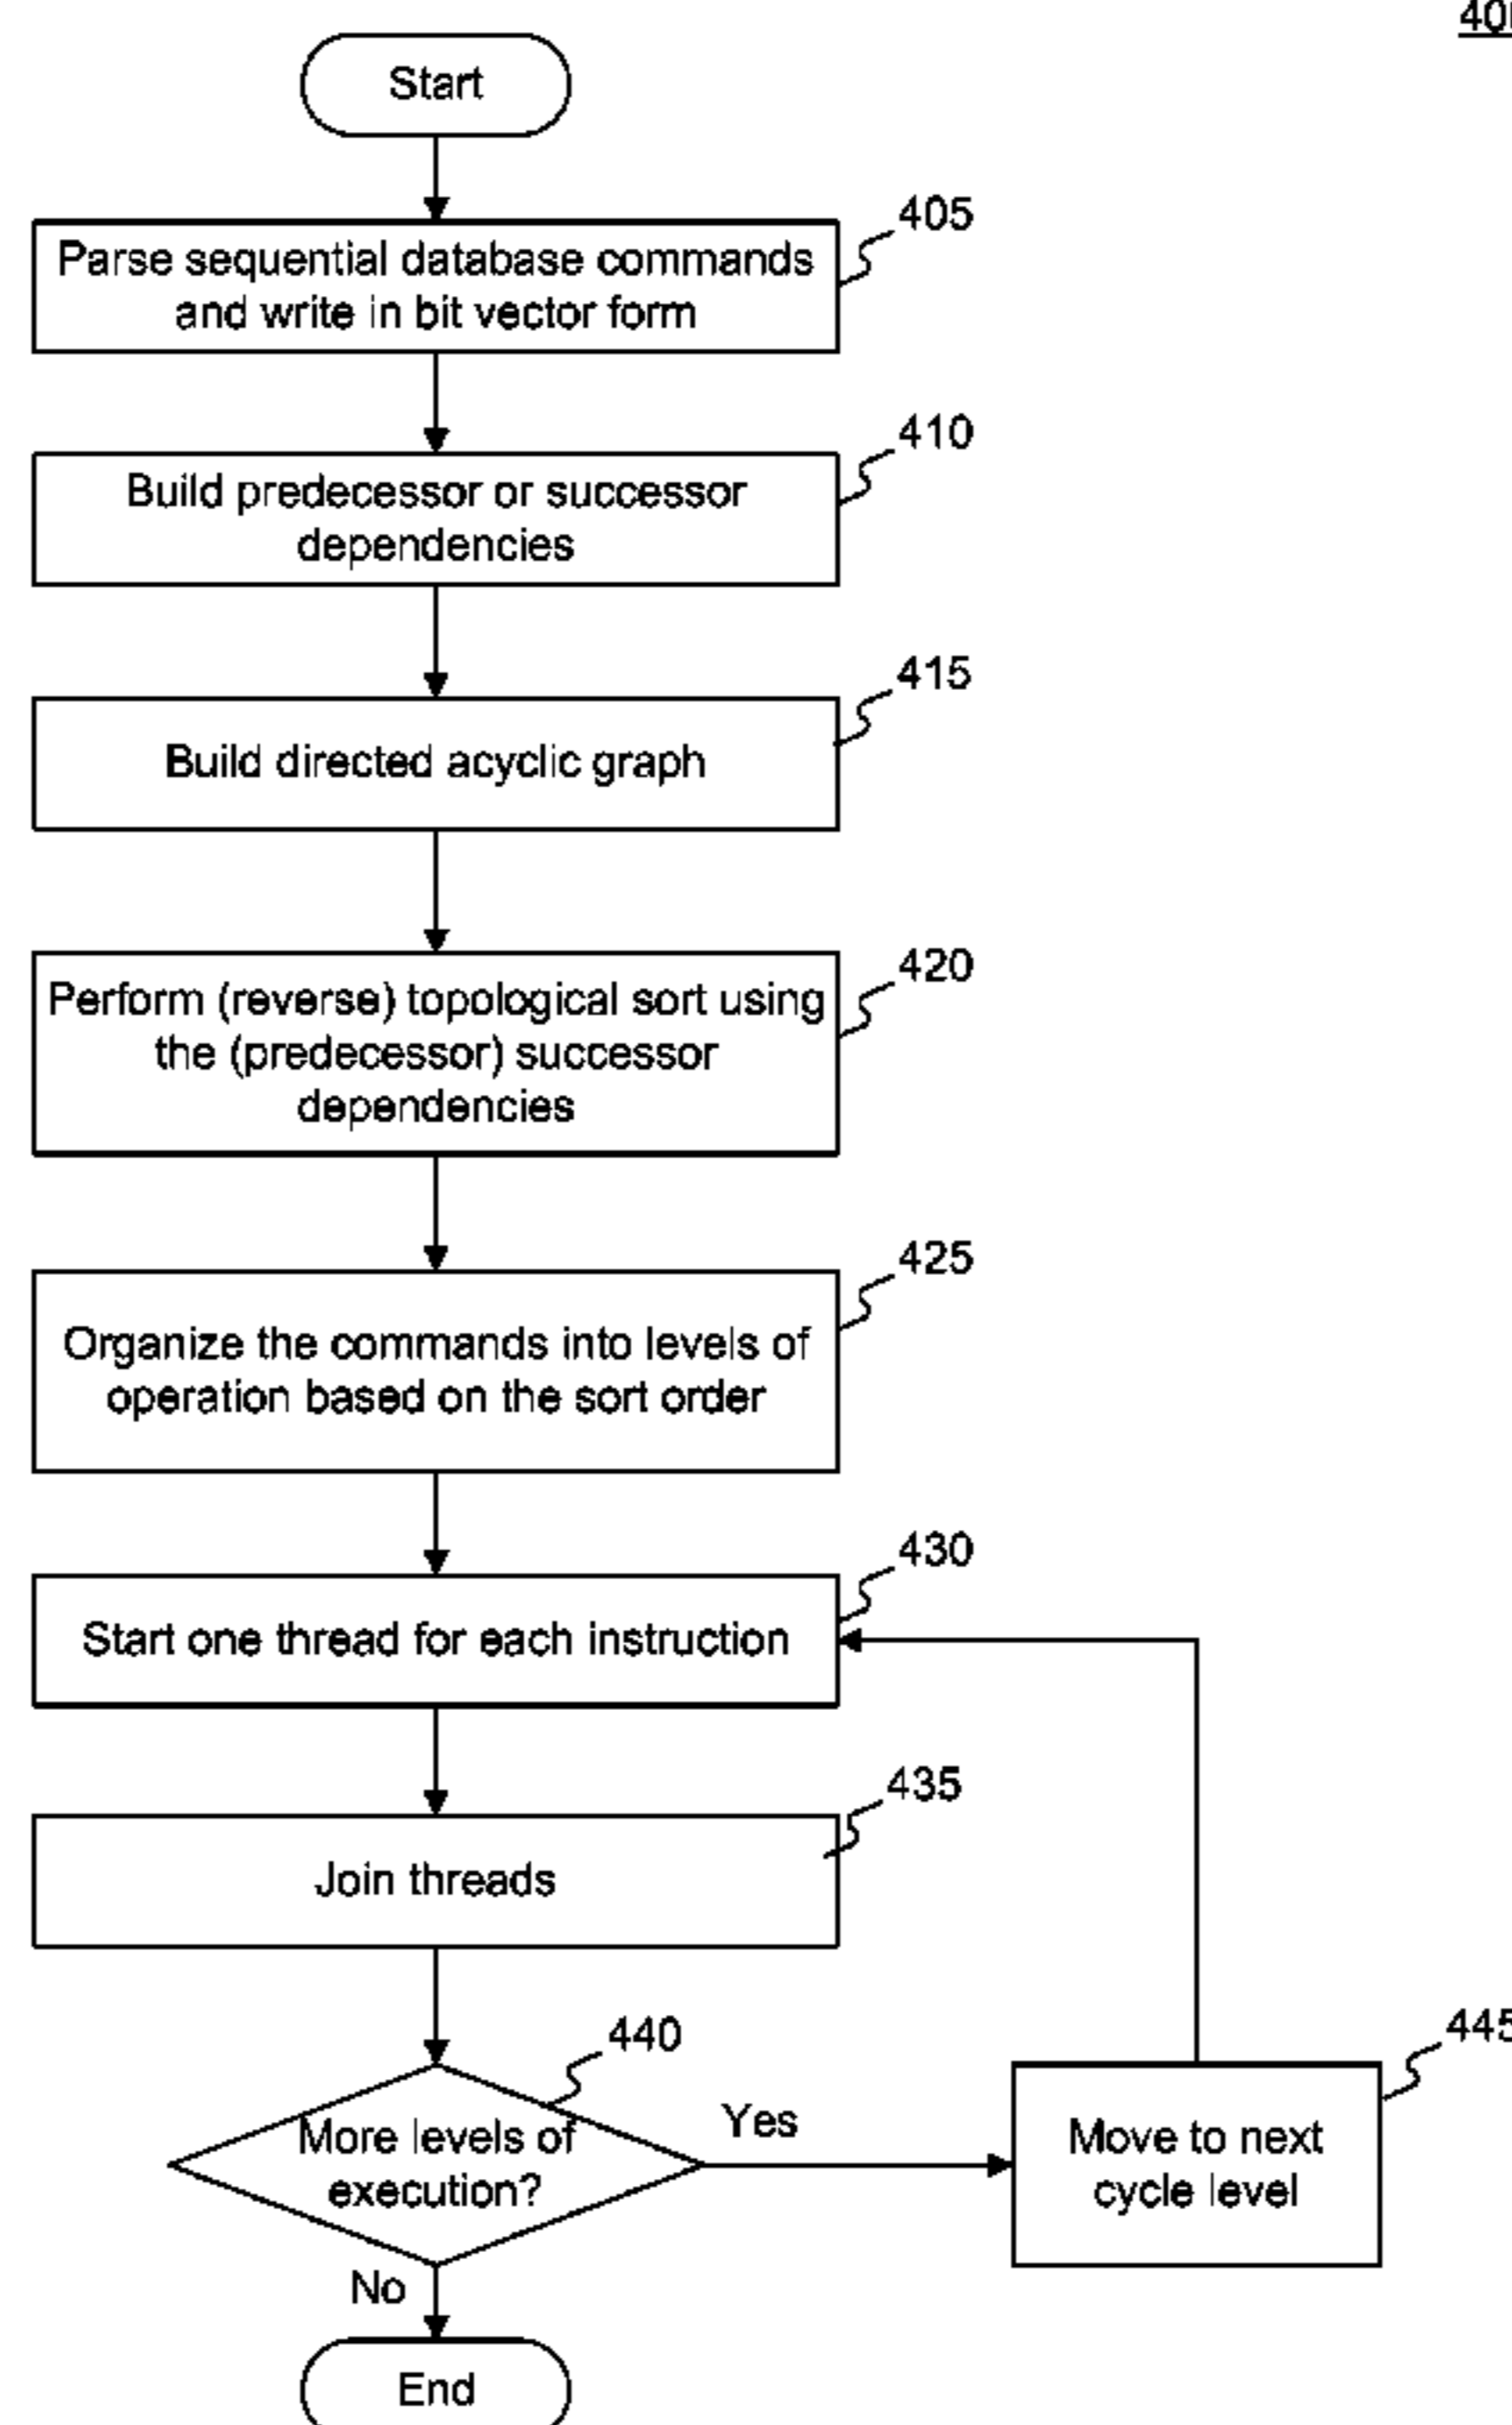 Start
405
Parse sequential database commands
and write in bit vector form
410
Build predecessor or successor
dependencies
415
Build directed acyclic graph
420
Perform (reverse) topological sort using
the (predecessor) successor
dependencies
425
Organize the commands into levels of
operation based on the sort order
430
Start one thread for each instruction
435
Join threads
440
More levels of
execution?
Yes
445
Move to next
cycle level
No
End